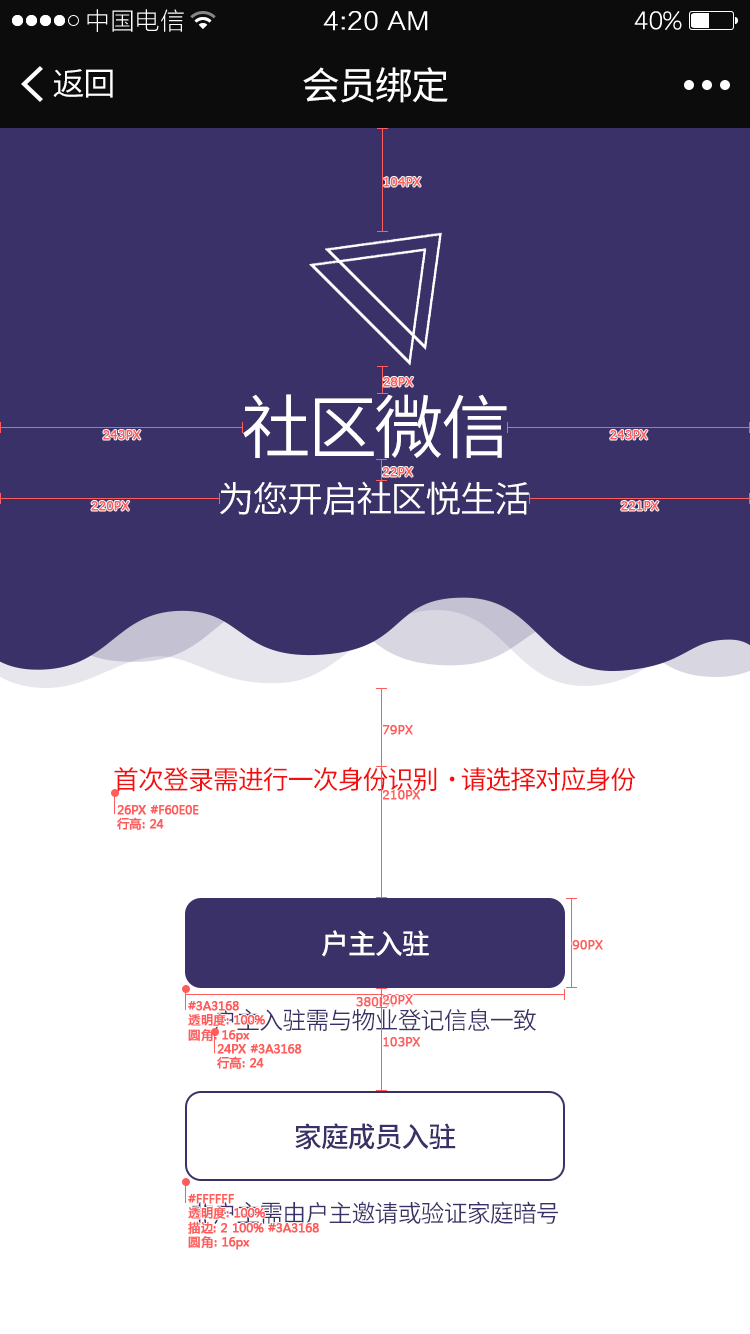 中国电信 4:20 AM 40%
返回 会员绑定
104PX
28PX
社区微信
243PX 243PX
22PX
为您开启社区悦生活
220PX 221PX
79PX
首次登录需进行一次身份识别·请选择对应身份
210PX
26PX #F60E0E
行高: 24
户主入驻
90PX
380PX 20PX
#3A3168
透明度: 100%
圆角: 16px
户主入驻需与物业登记信息一致
103PX
24PX #3A3168
行高: 24
家庭成员入驻
#FFFFFF
透明度: 100%
描边: 2 100% #3A3168
圆角: 16px
非户主需由户主邀请或验证家庭暗号